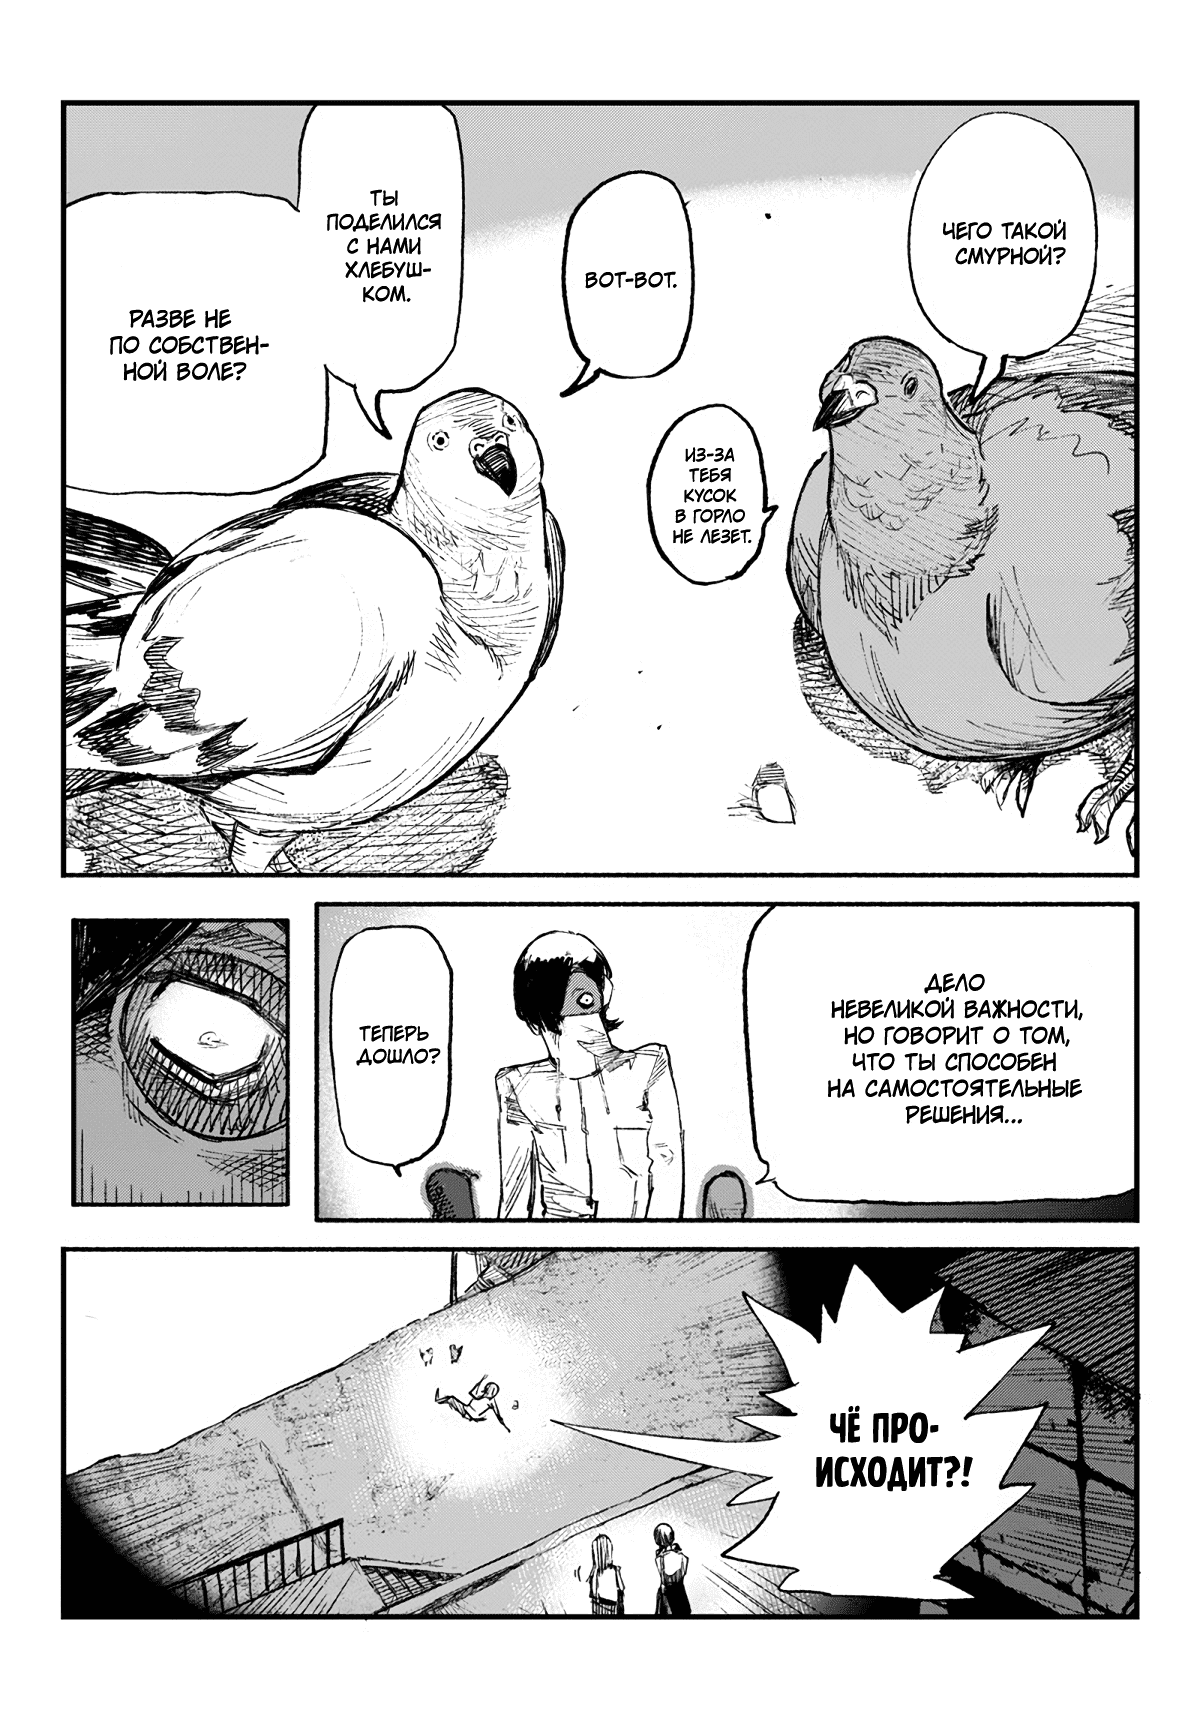 ЧЕГО ТАКОЙ
СМУРНОЙ?
ИЗ-ЗА
ТЕБЯ
КУСОК
В ГОРЛО
НЕ ЛЕЗЕТ.
ВОТ-ВОТ.
ТЫ
ПОДЕЛИЛСЯ
С НАМИ
ХЛЕБУШ-
КОМ.
РАЗВЕ НЕ
ПО СОБСТВЕН-
НОЙ ВОЛЕ?
ДЕЛО
НЕВЕЛИКОЙ ВАЖНОСТИ,
НО ГОВОРИТ О ТОМ,
ЧТО ТЫ СПОСОБЕН
НА САМОСТОЯТЕЛЬНЫЕ
РЕШЕНИЯ...
ТЕПЕРЬ
ДОШЛО?
ЧЁ ПРО-
ИСХОДИТ?!